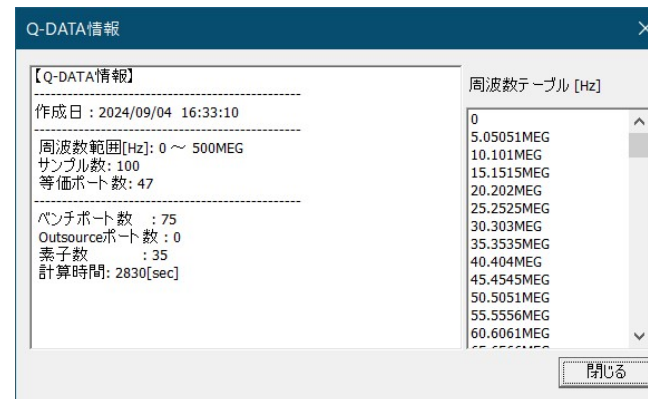 Q-DATA情報
【Q-DATA情報】
作成日：2024/09/04 16:33:10
周波数範囲[Hz]: 0 ～ 500MEG
サンプル数: 100
等価ポート数: 47
ベンチポート数 : 75
Outsourceポート数 : 0
素子数 : 35
計算時間: 2830[sec]
周波数テーブル [Hz]
0
5.05051MEG
10.101MEG
15.1515MEG
20.202MEG
25.2525MEG
30.303MEG
35.3535MEG
40.404MEG
45.4545MEG
50.5051MEG
55.5556MEG
60.6061MEG
閉じる